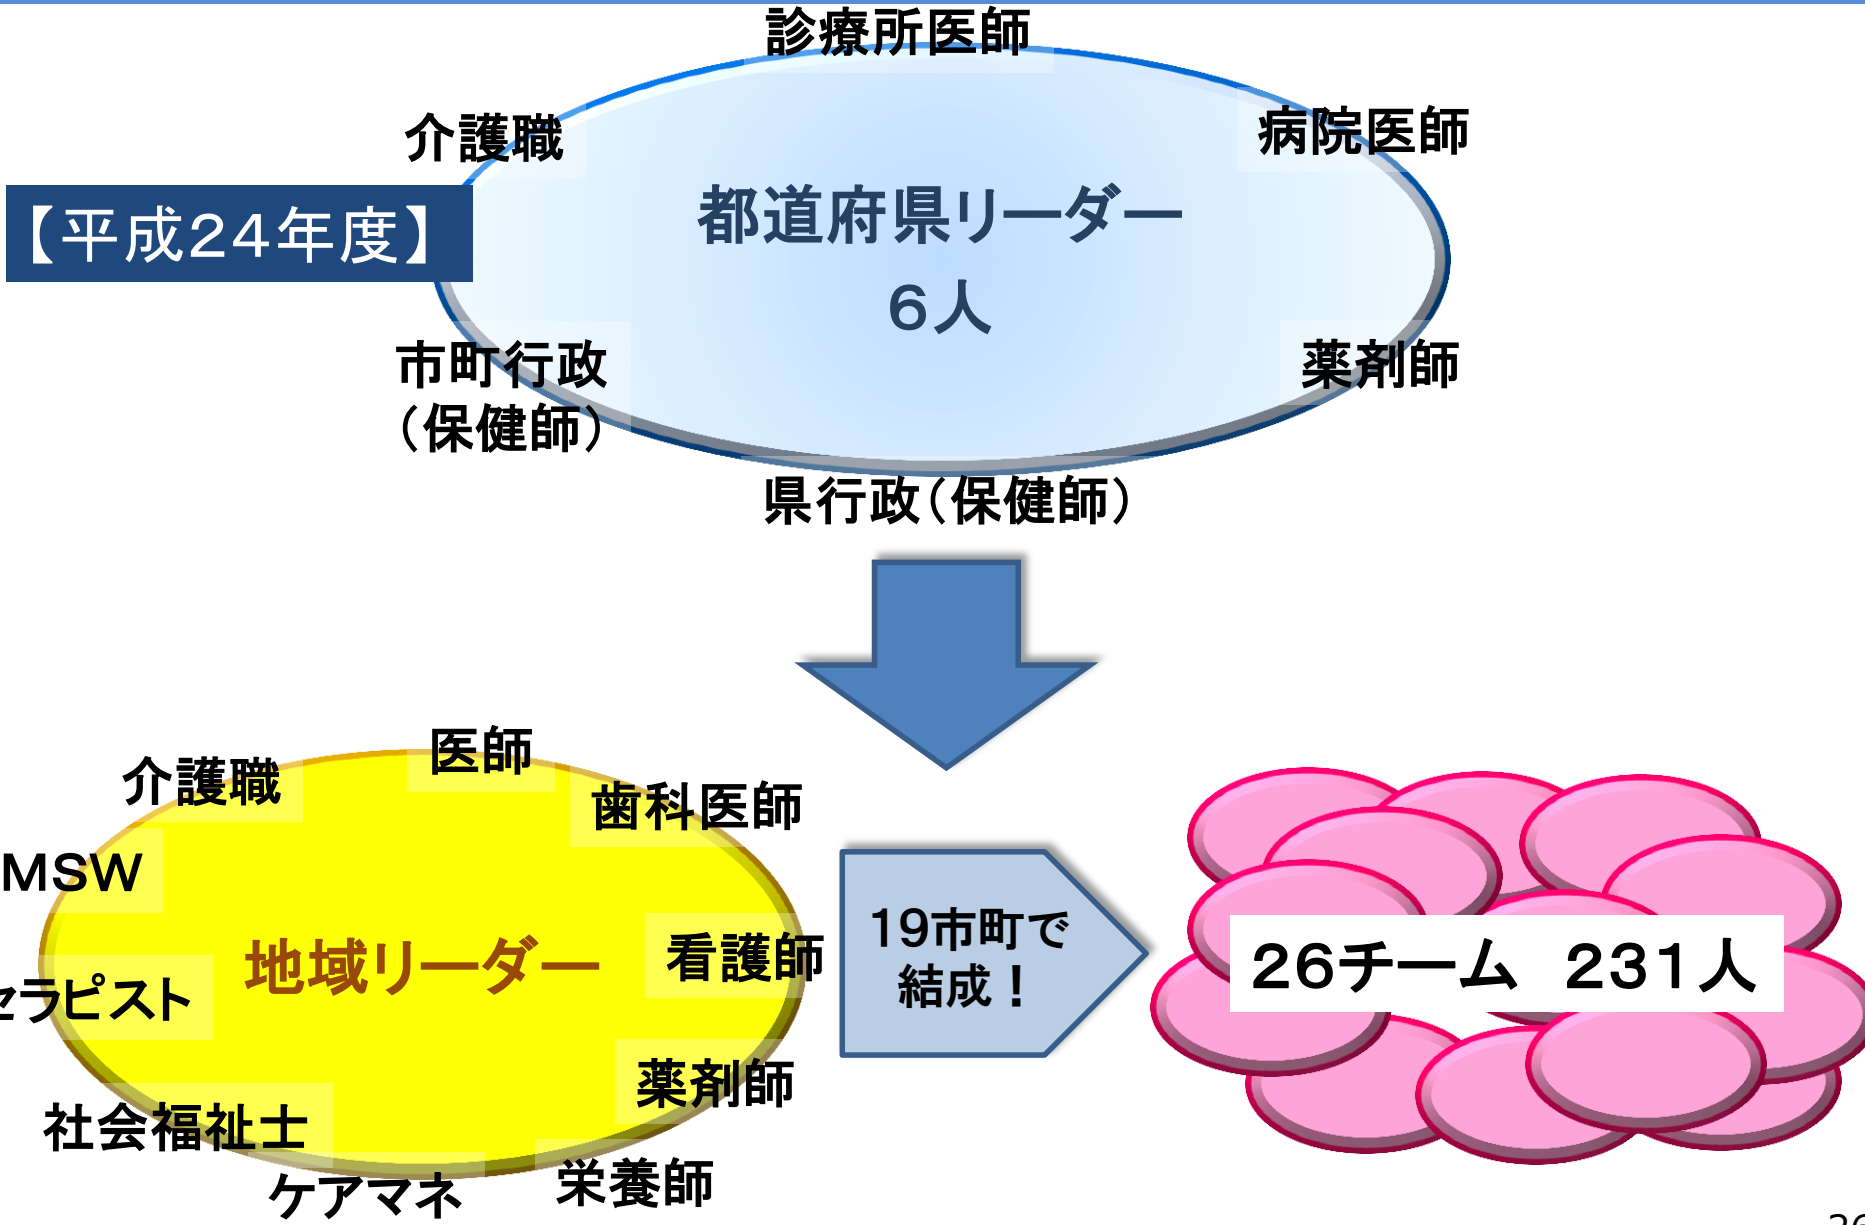 診療所医師
介護職
病院医師
【平成24年度】
都道府県リーダー
6人
市町行政
(保健師)
薬剤師
県行政(保健師)
医師
介護職
歯科医師
MSW
地域リーダー
看護師
セラピスト
薬剤師
社会福祉士
栄養師
ケアマネ
19市町で
結成！
26チーム　231人